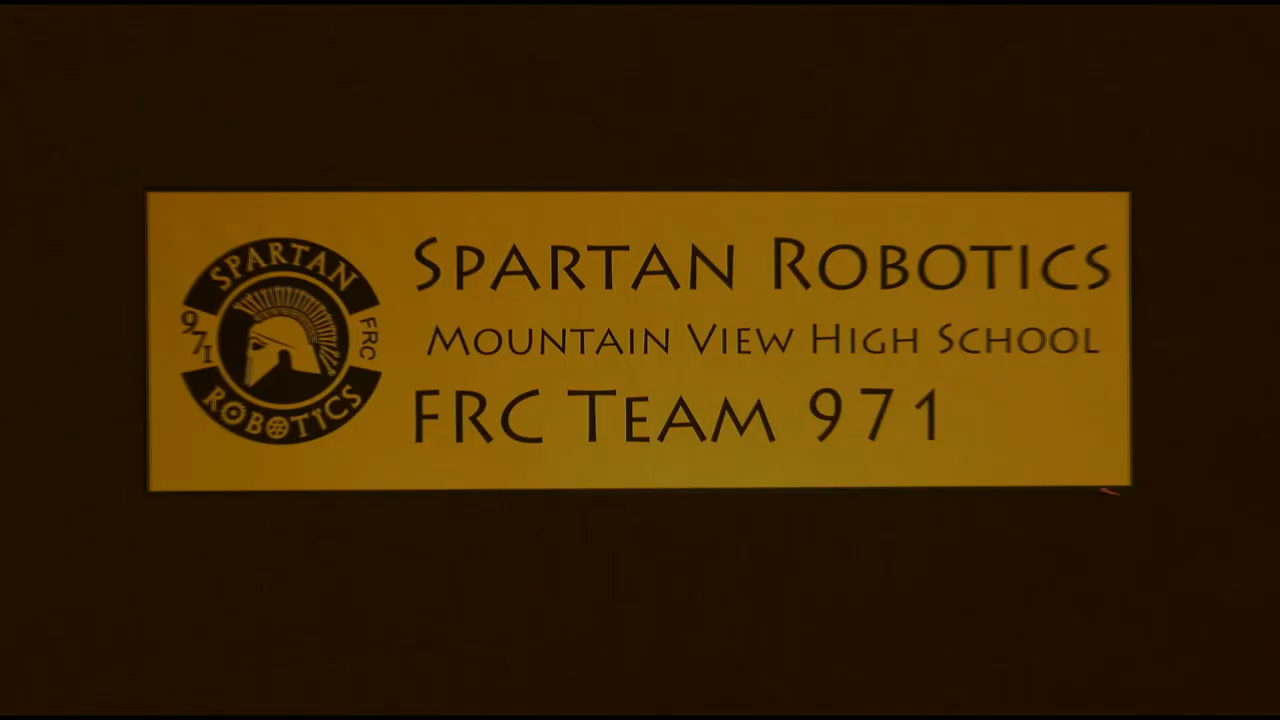 SPARTAN
971
FRC
ROBOTICS
SPARTAN ROBOTICS
MOUNTAIN VIEW HIGH SCHOOL
FRC TEAM 971